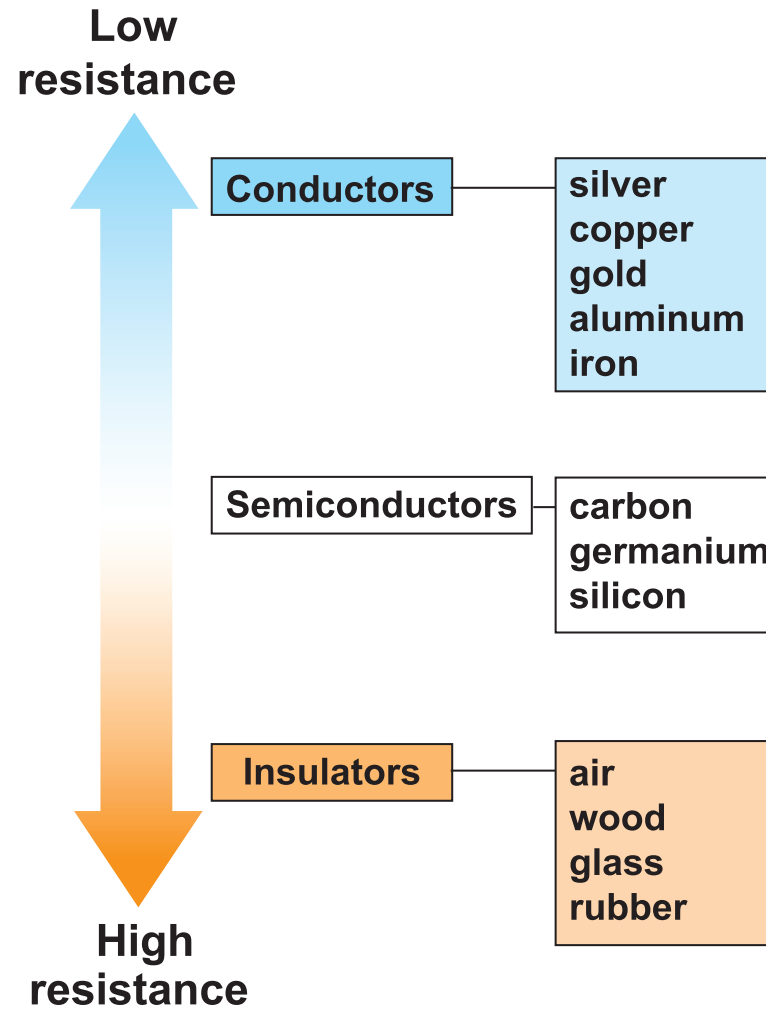 Low
resistance
Conductors
silver
copper
gold
aluminum
iron
Semiconductors
carbon
germanium
silicon
Insulators
air
wood
glass
rubber
High
resistance